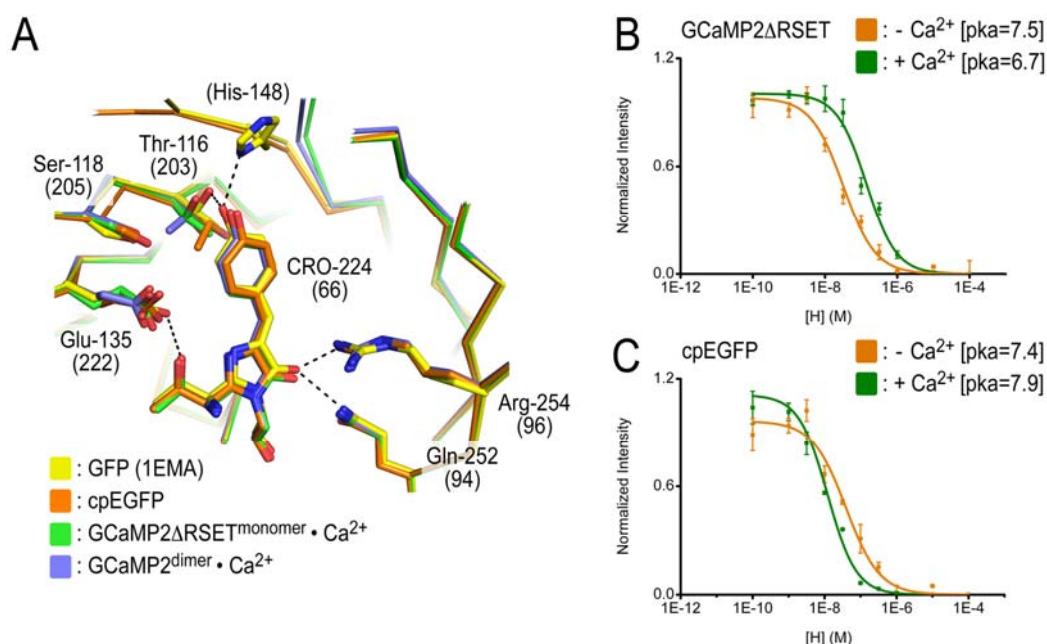 A
(His-148)
Thr-116
(203)
Ser-118
(205)
CRO-224
(66)
Glu-135
(222)
Arg-254
(96)
Gln-252
(94)
: GFP (1EMA)
: cpEGFP
: GCaMP2ΔRSETmonomer • Ca2+
: GCaMP2dimer • Ca2+
B
GCaMP2ΔRSET
: - Ca2+ [pka=7.5]
: + Ca2+ [pka=6.7]
Normalized Intensity
1.2
0.6
0.0
1E-12 1E-10 1E-8 1E-6 1E-4
[H] (M)
C
cpEGFP
: - Ca2+ [pka=7.4]
: + Ca2+ [pka=7.9]
Normalized Intensity
1.2
0.6
0.0
1E-12 1E-10 1E-8 1E-6 1E-4
[H] (M)